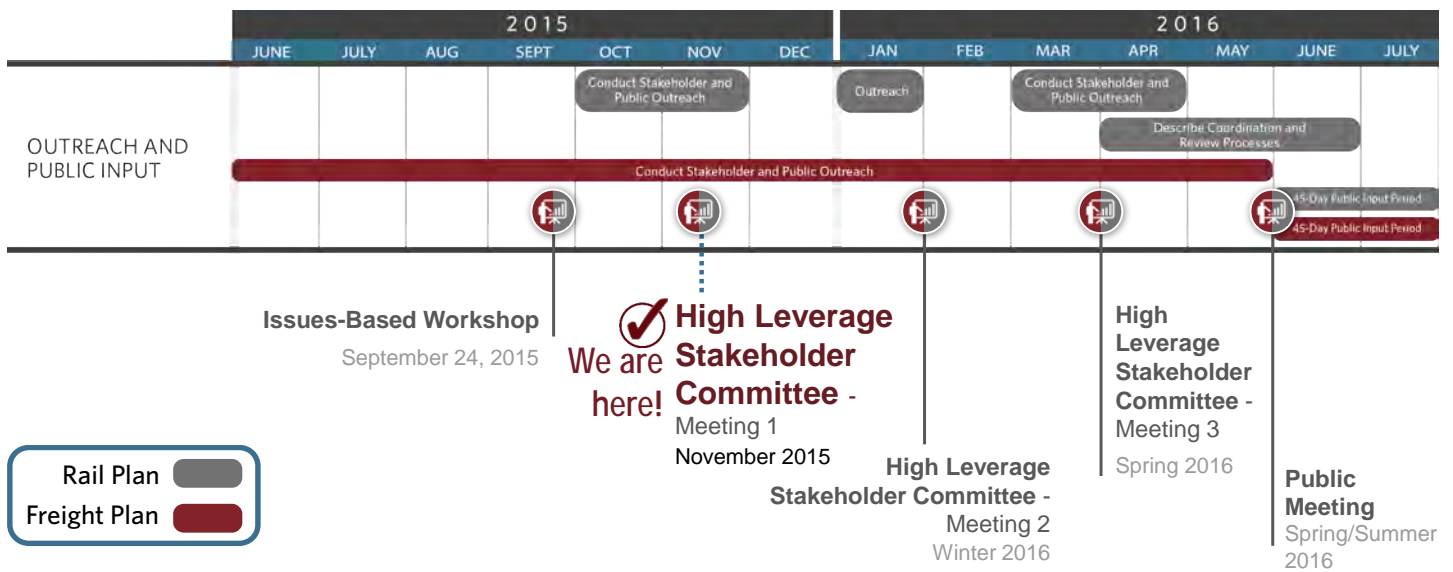 2015
2016
JUNE JULY AUG SEPT OCT NOV DEC JAN FEB MAR APR MAY JUNE JULY
OUTREACH AND
PUBLIC INPUT
Conduct Stakeholder and
Public Outreach
Outreach
Conduct Stakeholder and
Public Outreach
Describe Coordination and
Review Processes
Conduct Stakeholder and Public Outreach
45-Day Public Input Period
45-Day Public Input Period
Issues-Based Workshop
September 24, 2015
We are
here!
High Leverage
Stakeholder
Committee -
Meeting 1
November 2015
High Leverage
Stakeholder Committee -
Meeting 2
Winter 2016
High
Leverage
Stakeholder
Committee -
Meeting 3
Spring 2016
Public
Meeting
Spring/Summer
2016
Rail Plan
Freight Plan